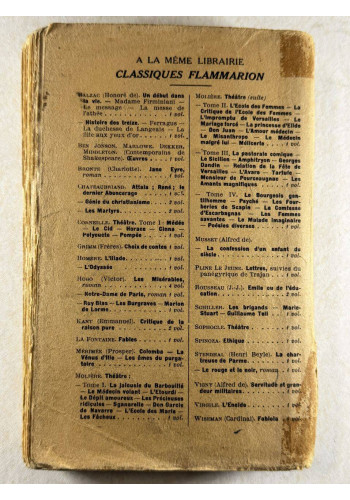 A LA MÊME LIBRAIRIE
CLASSIQUES FLAMMARION
BALZAC (Honoré de). Un début dans
la vie. — Madame Firmiani —
Le message — La messe de
l'athée.
— Histoire des treize. — Ferragus —
La duchesse de Langeais — La
fille aux yeux d'or. 1 vol.
BEN JONSON, MARLOWE, DEKKER,
MIDDLETON. (Contemporains de
Shakespeare). Œuvres. 1 vol.
BRONTE (Charlotte). Jane Eyre,
roman. 1 vol.
CHATEAUBRIAND. Atala; René; le
dernier Abencerage. 1 vol.
— Génie du christianisme. 2 vol.
— Les Martyrs. 2 vol.
CORNEILLE. Théâtre. Tome I: Médée
— Le Cid — Horace — Cinna —
Polyeucte — Pompée. 1 vol.
GRIMM (Frères). Choix de contes. 1 vol.
HOMÈRE. L'Iliade. 1 vol.
— L'Odyssée. 1 vol.
HUGO (Victor). Les Misérables,
roman. vol.
— Notre-Dame de Paris, roman vol.
— Ruy Blas — Les Burgraves — Marion
de Lorme. 1 vol.
KANT (Emmanuel). Critique de la
raison pure. 2 vol.
LA FONTAINE. Fables. 1 vol.
MÉRIMÉE (Prosper). Colomba — La
Vénus d'Ille — Les âmes du purga-
toire. 1 vol.
MOLIÈRE. Théâtre:
— Tome I. La jalousie du Barbouillé
— Le Médecin volant — L'Etourdi —
Le Dépit amoureux — Les Précieuses
ridicules — Sganarelle — Don Garcie
de Navarre — L'Ecole des Maris —
Les Fâcheux. 1 vol.
MOLIÈRE. Théâtre (suite)
— Tome II. L'Ecole des Femmes — La
Critique de l'Ecole des Femmes —
L'Impromptu de Versailles — Le
Mariage forcé — La princesse d'Elide
— Don Juan — L'Amour médecin —
Le Misanthrope — Le Médecin
malgré lui — Mélicerte. 1 vol.
— Tome III. La pastorale comique —
Le Sicilien — Amphitryon — Georges
Dandin — Relation de la Fête de
Versailles — L'Avare — Tartufe —
Monsieur de Pourceaugnac — Les
Amants magnifiques. 1 vol.
— Tome IV. Le Bourgeois gen-
tilhomme — Psyché — Les Four-
beries de Scapin — La Comtesse
d'Escarbagnas — Les Femmes
savantes — Le Malade imaginaire
— Poésies diverses. 1 vol.
MUSSET (Alfred de).
— La confession d'un enfant du
siècle. 1 vol.
PLINE LE JEUNE. Lettres, suivies du
panégyrique de Trajan. 1 vol.
ROUSSEAU (J.-J.). Emile ou de l'édu-
cation. 2 vol.
SCHILLER. Les brigands — Marie-
Stuart — Guillaume Tell. 1 vol.
SOPHOCLE. Théâtre. 1 vol.
SPINOZA. Ethique. 1 vol.
STENDHAL (Henri Beyle). La char-
treuse de Parme. 1 vol.
— Le rouge et le noir, roman. 1 vol.
VIGNY (Alfred de). Servitude et gran-
deur militaires. 1 vol.
VIRGILE. L'Enéide. 1 vol.
WISEMAN (Cardinal). Fabiola. 1 vol.